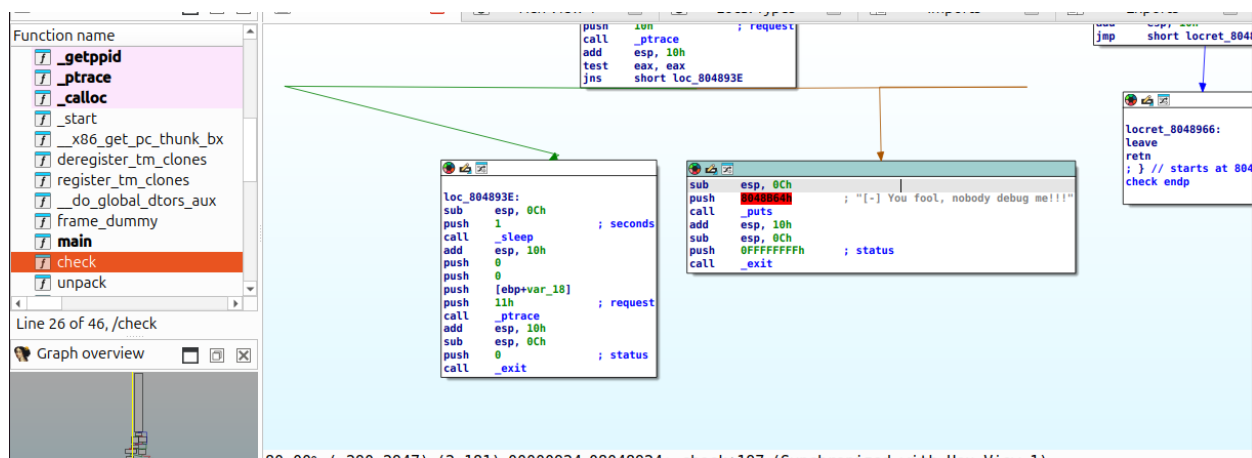 Function name
_getppid
_ptrace
_calloc
_start
__x86_get_pc_thunk_bx
deregister_tm_clones
register_tm_clones
__do_global_dtors_aux
frame_dummy
main
check
unpack
Line 26 of 46, /check
Graph overview
push 10h ; request
call _ptrace
add esp, 10h
test eax, eax
jns short loc_804893E
jmp short locret_8048
loc_804893E:
sub esp, 0Ch
push 1 ; seconds
call _sleep
add esp, 10h
push 0
push 0
push [ebp+var_18]
push 11h ; request
call _ptrace
add esp, 10h
sub esp, 0Ch
push 0 ; status
call _exit
sub esp, 0Ch
push 8048B64h ; "[-] You fool, nobody debug me!!!"
call _puts
add esp, 10h
sub esp, 0Ch
push 0FFFFFFFFh ; status
call _exit
locret_8048966:
leave
retn
; } // starts at 804
check endp